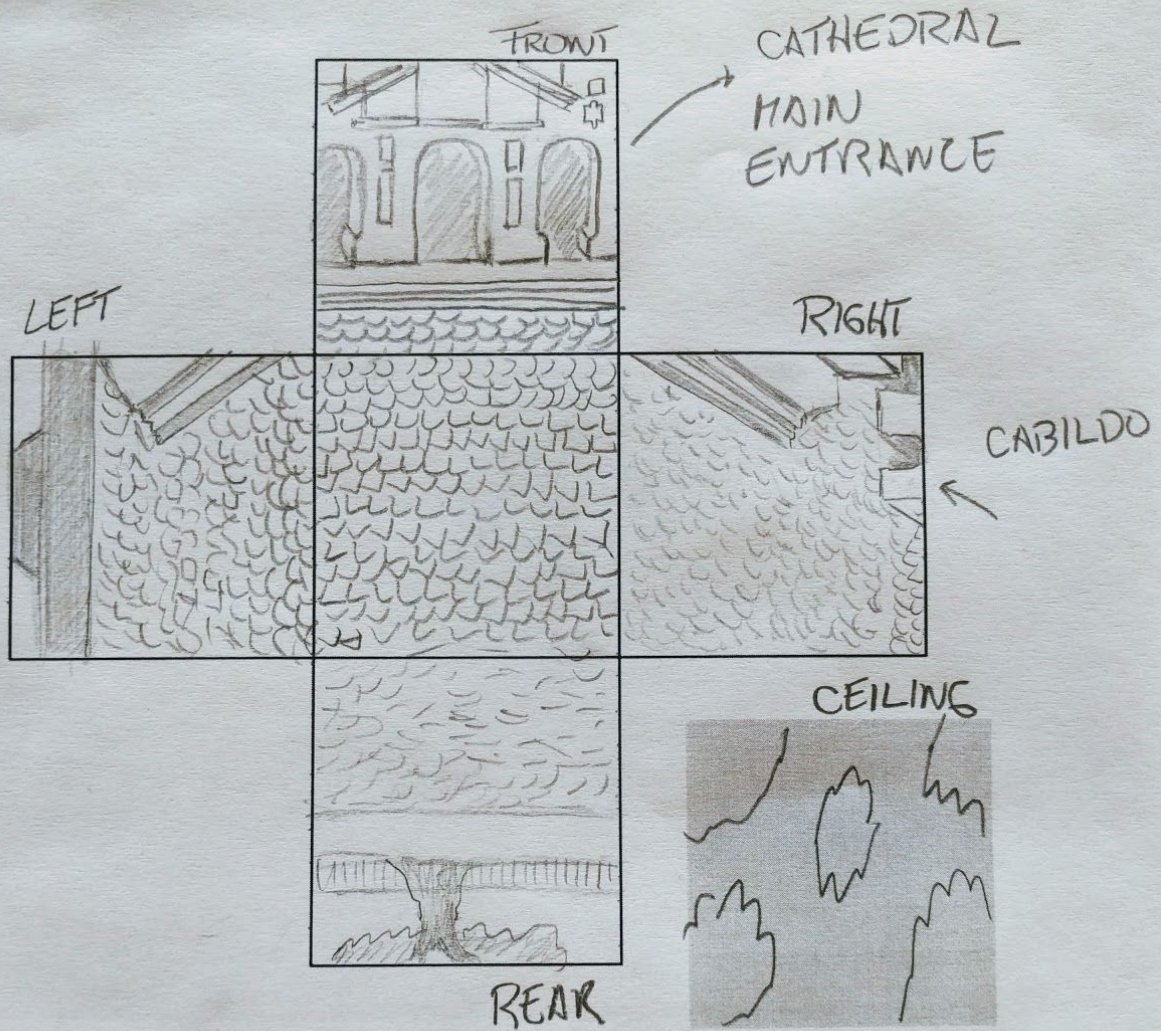 FRONT
CATHEDRAL
MAIN
ENTRANCE
LEFT
RIGHT
CABILDO
CEILING
REAR